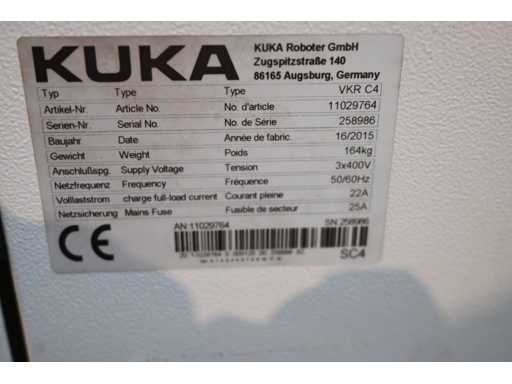 KUKA
KUKA Roboter GmbH
Zugspitzstraße 140
86165 Augsburg, Germany
Typ Type Type VKR C4
Artikel-Nr. Article No. No. d'article 11029764
Serien-Nr. Serial No. No. de Série 258986
Baujahr Date Année de fabric. 16/2015
Gewicht Weight Poids 164kg
Anschlußspg. Supply Voltage Tension 3x400V
Netzfrequenz Frequency Fréquence 50/60Hz
Volllaststrom charge full-load current Courant pleine 22A
Netzsicherung Mains Fuse Fusible de secteur 25A
CE
AN:11029764 SN:258986
SC4